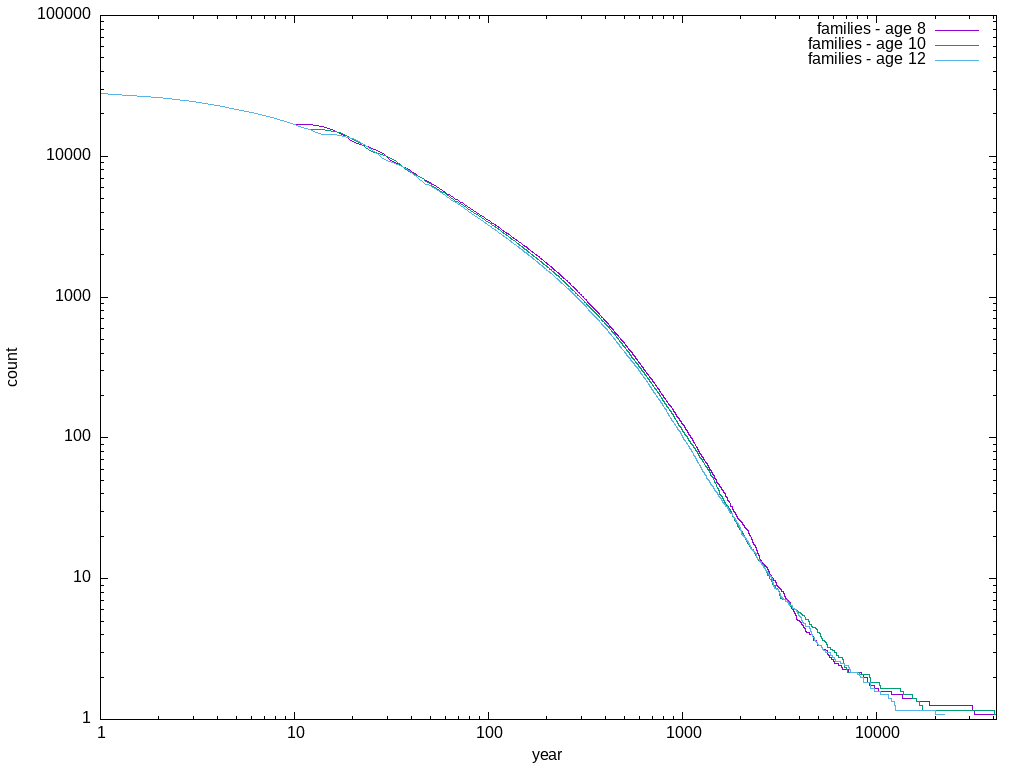 100000
10000
1000
100
10
1
count
families - age 8
families - age 10
families - age 12
1 10 100 1000 10000
year